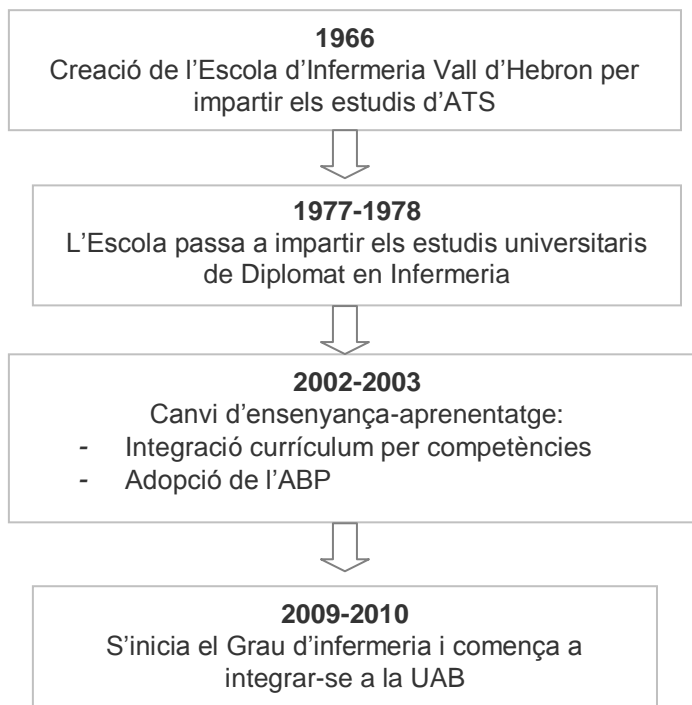 1966
Creació de l’Escola d’Infermeria Vall d’Hebron per
impartir els estudis d’ATS
1977-1978
L’Escola passa a impartir els estudis universitaris
de Diplomat en Infermeria
2002-2003
Canvi d’ensenyança-aprenentatge:
- Integració currículum per competències
- Adopció de l’ABP
2009-2010
S’inicia el Grau d’infermeria i comença a
integrar-se a la UAB